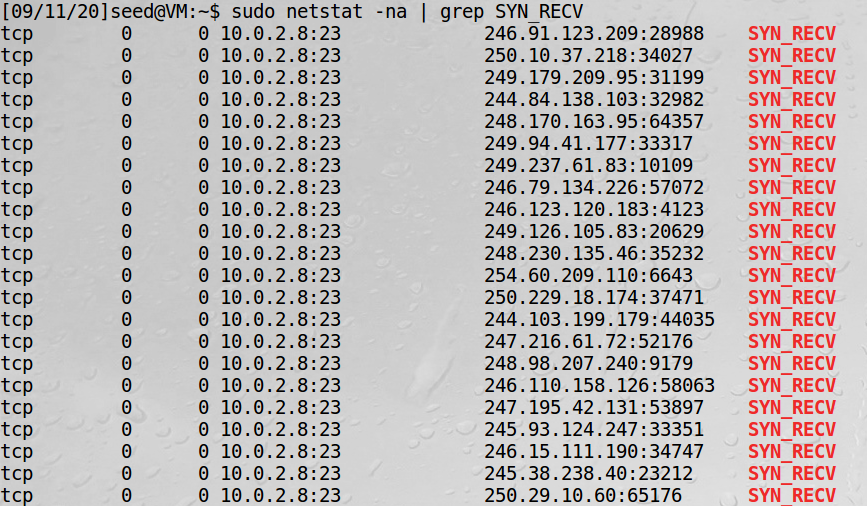 [09/11/20]seed@VM:~$ sudo netstat -na | grep SYN_RECV
tcp 0 0 10.0.2.8:23 246.91.123.209:28988 SYN_RECV
tcp 0 0 10.0.2.8:23 250.10.37.218:34027 SYN_RECV
tcp 0 0 10.0.2.8:23 249.179.209.95:31199 SYN_RECV
tcp 0 0 10.0.2.8:23 244.84.138.103:32982 SYN_RECV
tcp 0 0 10.0.2.8:23 248.170.163.95:64357 SYN_RECV
tcp 0 0 10.0.2.8:23 249.94.41.177:33317 SYN_RECV
tcp 0 0 10.0.2.8:23 249.237.61.83:10109 SYN_RECV
tcp 0 0 10.0.2.8:23 246.79.134.226:57072 SYN_RECV
tcp 0 0 10.0.2.8:23 246.123.120.183:4123 SYN_RECV
tcp 0 0 10.0.2.8:23 249.126.105.83:20629 SYN_RECV
tcp 0 0 10.0.2.8:23 248.230.135.46:35232 SYN_RECV
tcp 0 0 10.0.2.8:23 254.60.209.110:6643 SYN_RECV
tcp 0 0 10.0.2.8:23 250.229.18.174:37471 SYN_RECV
tcp 0 0 10.0.2.8:23 244.103.199.179:44035 SYN_RECV
tcp 0 0 10.0.2.8:23 247.216.61.72:52176 SYN_RECV
tcp 0 0 10.0.2.8:23 248.98.207.240:9179 SYN_RECV
tcp 0 0 10.0.2.8:23 246.110.158.126:58063 SYN_RECV
tcp 0 0 10.0.2.8:23 247.195.42.131:53897 SYN_RECV
tcp 0 0 10.0.2.8:23 245.93.124.247:33351 SYN_RECV
tcp 0 0 10.0.2.8:23 246.15.111.190:34747 SYN_RECV
tcp 0 0 10.0.2.8:23 245.38.238.40:23212 SYN_RECV
tcp 0 0 10.0.2.8:23 250.29.10.60:65176 SYN_RECV